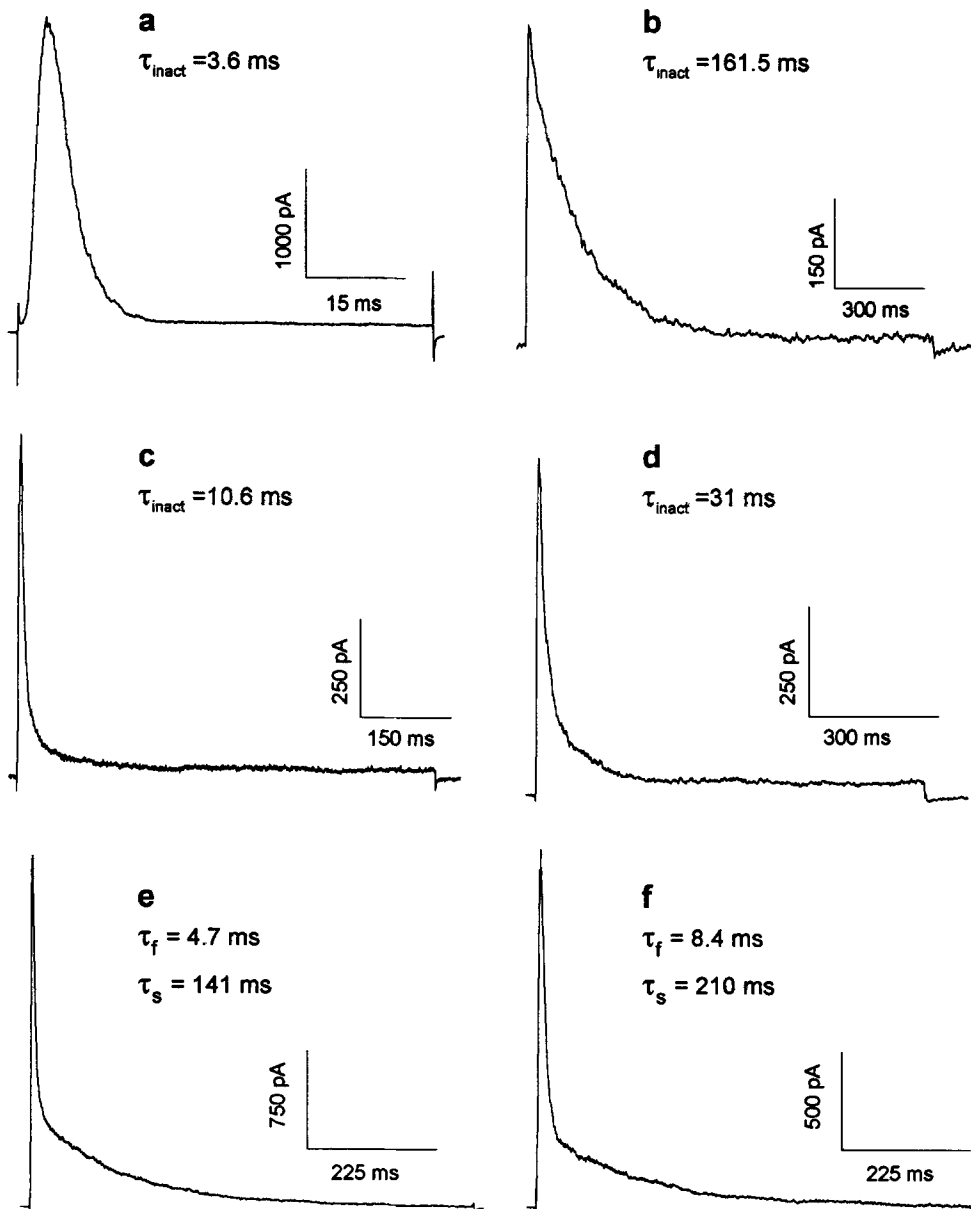 a
τinact =3.6 ms
1000 pA
15 ms
b
τinact =161.5 ms
150 pA
300 ms
c
τinact =10.6 ms
250 pA
150 ms
d
τinact =31 ms
250 pA
300 ms
e
τf = 4.7 ms
τs = 141 ms
750 pA
225 ms
f
τf = 8.4 ms
τs = 210 ms
500 pA
225 ms